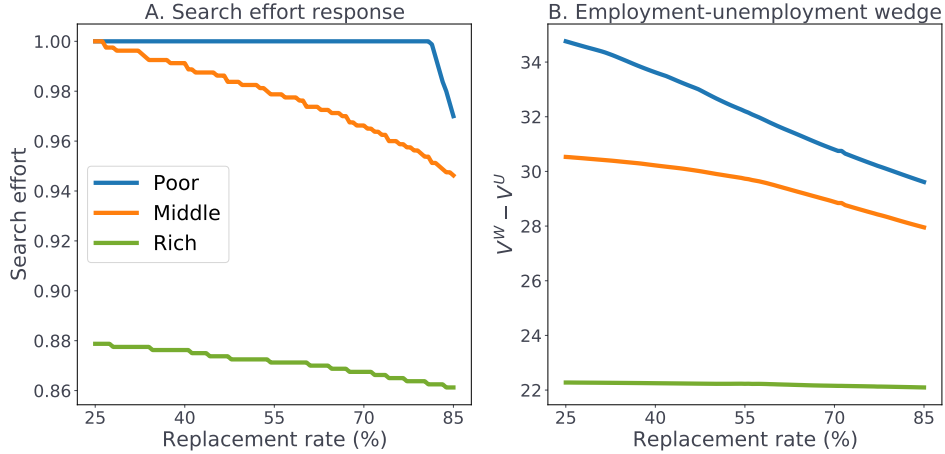 A. Search effort response
Search effort
1.00
0.98
0.96
0.94
0.92
0.90
0.88
0.86
Poor
Middle
Rich
25 40 55 70 85
Replacement rate (%)
B. Employment-unemployment wedge
V^W − V^U
34
32
30
28
26
24
22
25 40 55 70 85
Replacement rate (%)